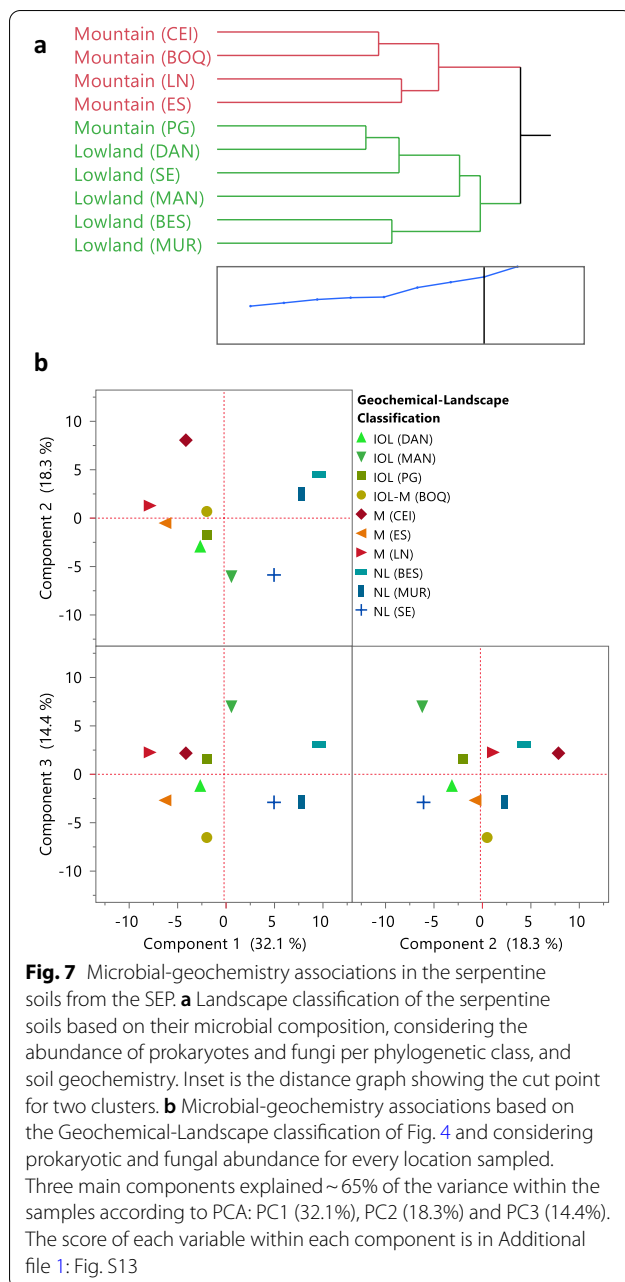 a
Mountain (CEI)
Mountain (BOQ)
Mountain (LN)
Mountain (ES)
Mountain (PG)
Lowland (DAN)
Lowland (SE)
Lowland (MAN)
Lowland (BES)
Lowland (MUR)
b
Component 2 (18.3 %)
10
5
0
-5
-10
Geochemical-Landscape
Classification
IOL (DAN)
IOL (MAN)
IOL (PG)
IOL-M (BOQ)
M (CEI)
M (ES)
M (LN)
NL (BES)
NL (MUR)
NL (SE)
Component 3 (14.4 %)
10
5
0
-5
-10
-10 -5 0 5 10
Component 1 (32.1 %)
-10 -5 0 5 10
Component 2 (18.3 %)
Fig. 7 Microbial-geochemistry associations in the serpentine
soils from the SEP. a Landscape classification of the serpentine
soils based on their microbial composition, considering the
abundance of prokaryotes and fungi per phylogenetic class, and
soil geochemistry. Inset is the distance graph showing the cut point
for two clusters. b Microbial-geochemistry associations based on
the Geochemical-Landscape classification of Fig. 4 and considering
prokaryotic and fungal abundance for every location sampled.
Three main components explained ~ 65% of the variance within the
samples according to PCA: PC1 (32.1%), PC2 (18.3%) and PC3 (14.4%).
The score of each variable within each component is in Additional
file 1: Fig. S13